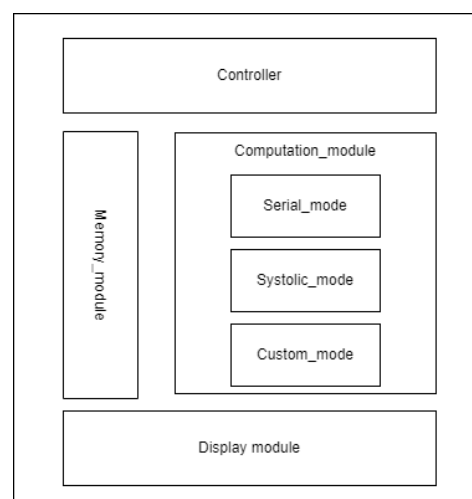 Controller
Memory_module
Computation_module
Serial_mode
Systolic_mode
Custom_mode
Display module